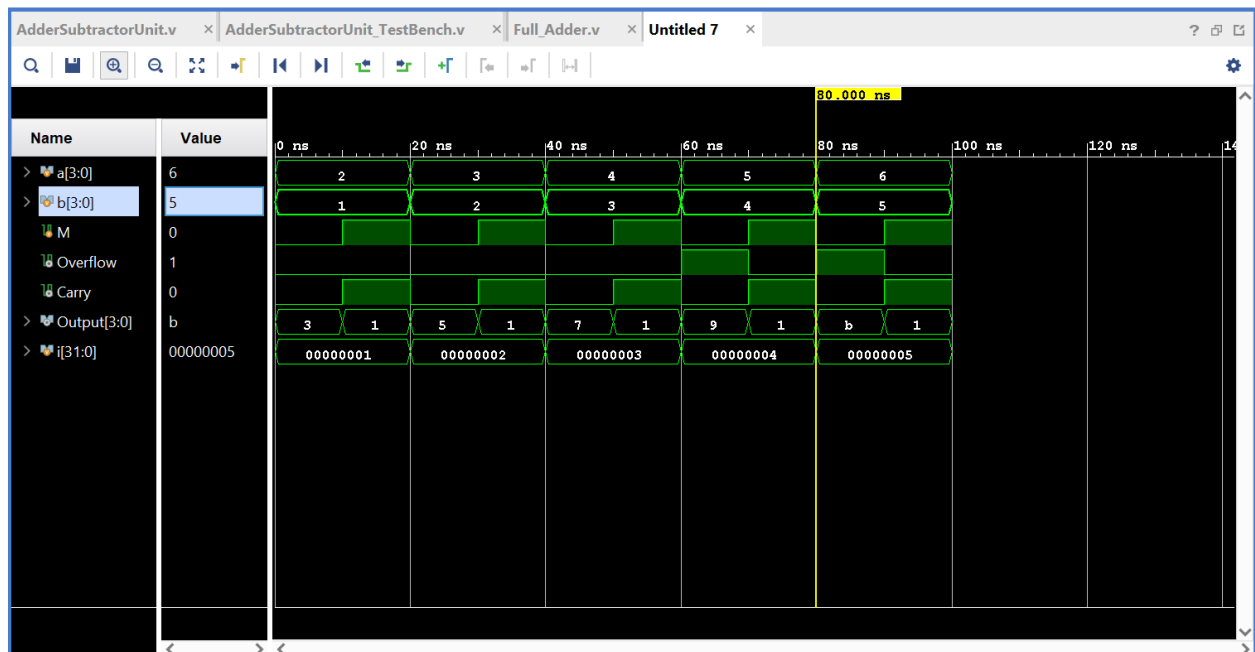 AdderSubtractorUnit.v × AdderSubtractorUnit_TestBench.v × Full_Adder.v × Untitled 7 × ?
80.000 ns
Name Value 0 ns 20 ns 40 ns 60 ns 80 ns 100 ns 120 ns 14
a[3:0] 6 2 3 4 5 6
b[3:0] 5 1 2 3 4 5
M 0
Overflow 1
Carry 0
Output[3:0] b 3 1 5 1 7 1 9 1 b 1
i[31:0] 00000005 00000001 00000002 00000003 00000004 00000005